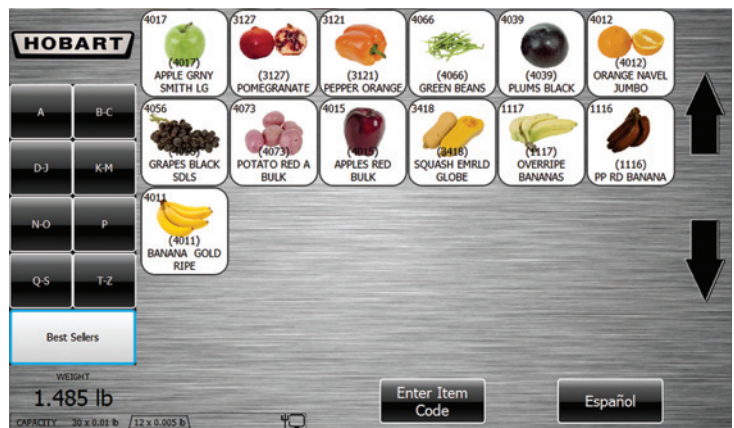 HOBART
A
B-C
D-J
K-M
N-O
P
Q-S
T-Z
Best Sellers
WEIGHT
1.485 lb
CAPACITY 30 x 0.01 lb 12 x 0.005 lb
4017
(4017)
APPLE GRNY
SMITH LG
3127
(3127)
POMEGRANATE
3121
(3121)
PEPPER ORANGE
4066
(4066)
GREEN BEANS
4039
(4039)
PLUMS BLACK
4012
(4012)
ORANGE NAVEL
JUMBO
4056
GRAPES BLACK
SDLS
4073
(4073)
POTATO RED A
BULK
4015
(4015)
APPLES RED
BULK
3418
(3418)
SQUASH EMRLD
GLOBE
1117
(1117)
OVERRIPE
BANANAS
1116
(1116)
PP RD BANANA
4011
(4011)
BANANA GOLD
RIPE
Enter Item
Code
Español